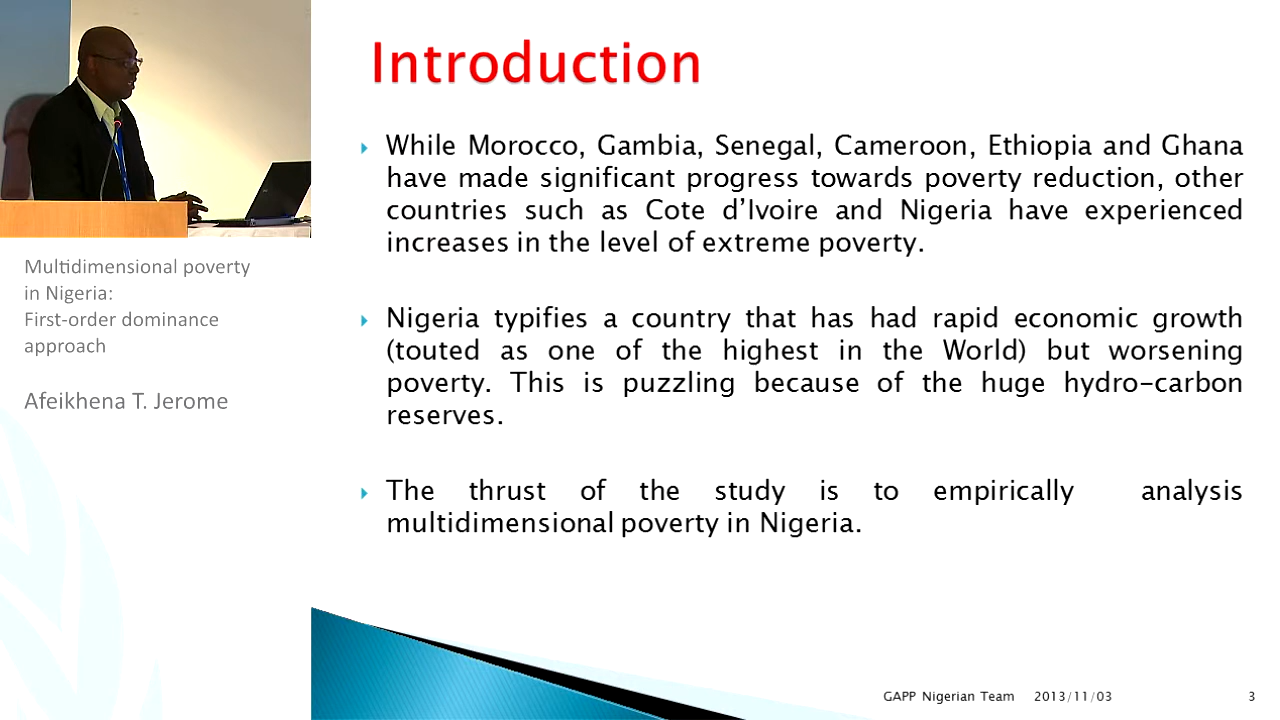 Introduction
While Morocco, Gambia, Senegal, Cameroon, Ethiopia and Ghana
have made significant progress towards poverty reduction, other
countries such as Cote d’Ivoire and Nigeria have experienced
increases in the level of extreme poverty.
Nigeria typifies a country that has had rapid economic growth
(touted as one of the highest in the World) but worsening
poverty. This is puzzling because of the huge hydro-carbon
reserves.
The thrust of the study is to empirically analysis
multidimensional poverty in Nigeria.
Multidimensional poverty
in Nigeria:
First-order dominance
approach
Afeikhena T. Jerome
GAPP Nigerian Team 2013/11/03 3